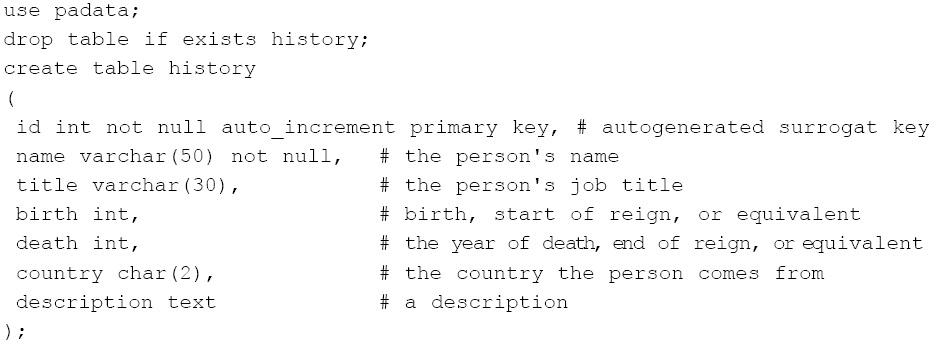 use padata;
drop table if exists history;
create table history
(
id int not null auto_increment primary key, # autogenerated surrogat key
name varchar(50) not null, # the person's name
title varchar(30), # the person's job title
birth int, # birth, start of reign, or equivalent
death int, # the year of death, end of reign, or equivalent
country char(2), # the country the person comes from
description text # a description
);